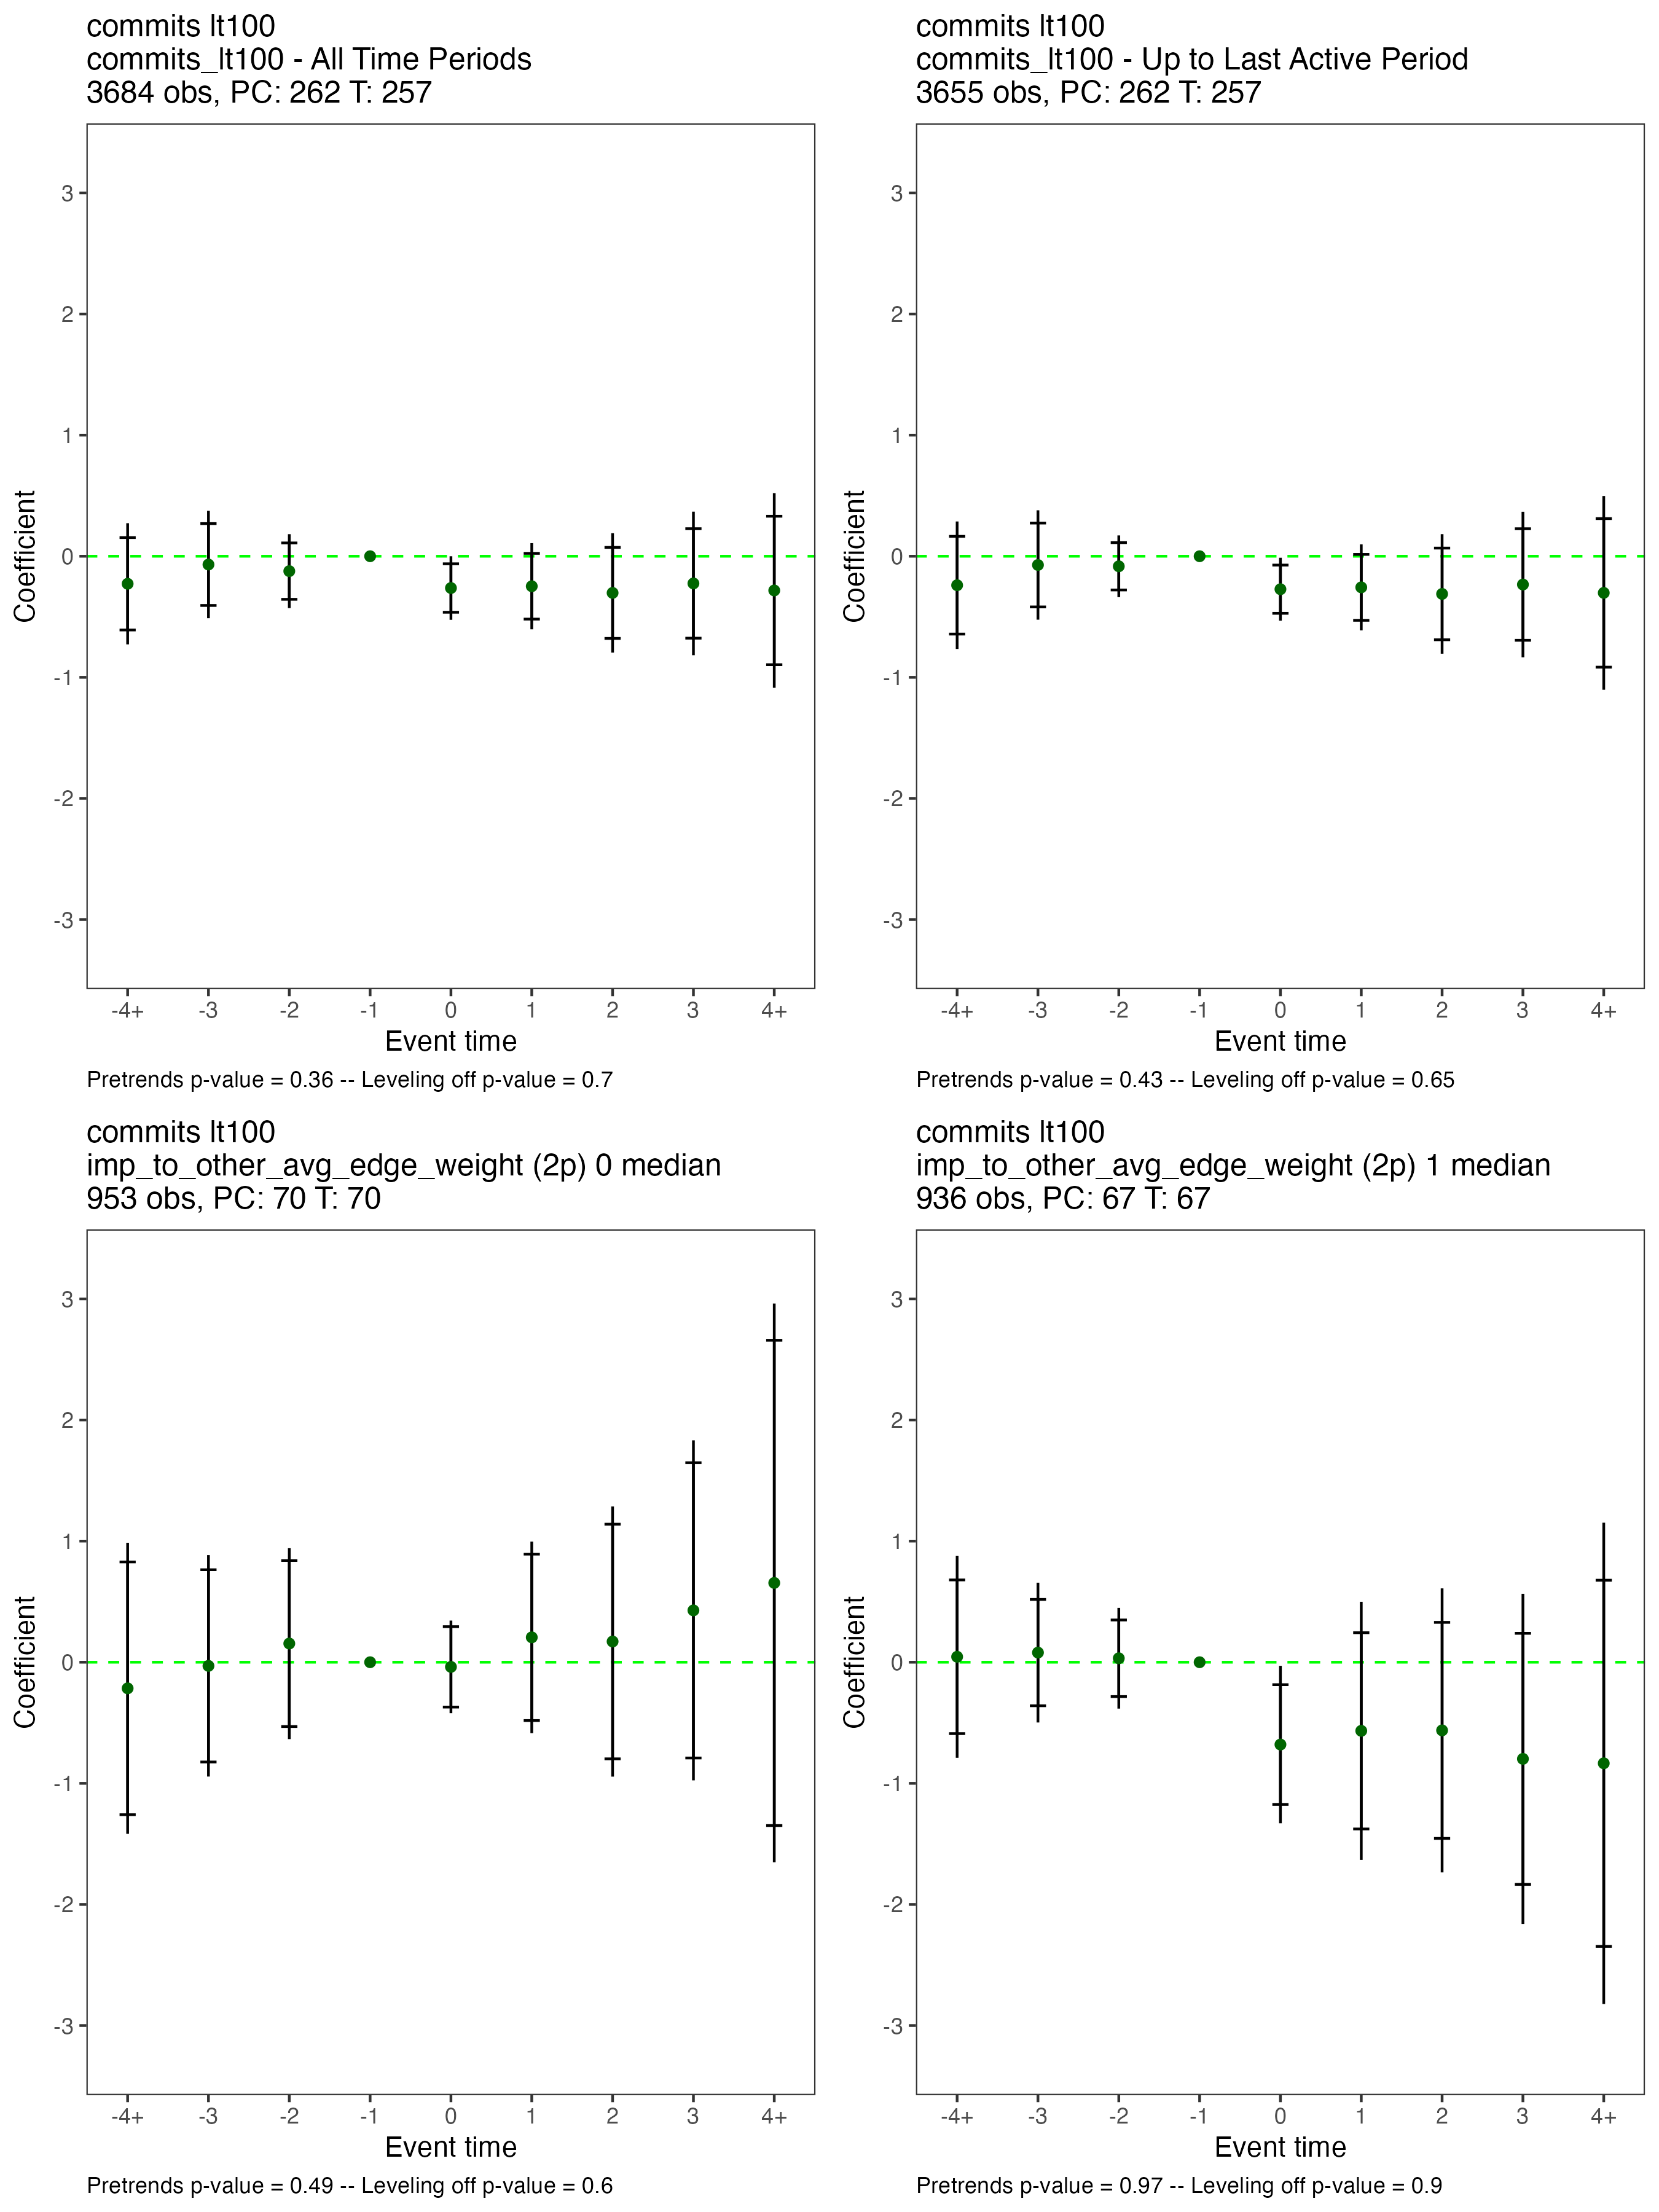 commits lt100
commits_lt100 - All Time Periods
3684 obs, PC: 262 T: 257
3
2
1
0
-1
-2
-3
Coefficient
-4+ -3 -2 -1 0 1 2 3 4+
Event time
Pretrends p-value = 0.36 -- Leveling off p-value = 0.7
commits lt100
commits_lt100 - Up to Last Active Period
3655 obs, PC: 262 T: 257
3
2
1
0
-1
-2
-3
Coefficient
-4+ -3 -2 -1 0 1 2 3 4+
Event time
Pretrends p-value = 0.43 -- Leveling off p-value = 0.65
commits lt100
imp_to_other_avg_edge_weight (2p) 0 median
953 obs, PC: 70 T: 70
3
2
1
0
-1
-2
-3
Coefficient
-4+ -3 -2 -1 0 1 2 3 4+
Event time
Pretrends p-value = 0.49 -- Leveling off p-value = 0.6
commits lt100
imp_to_other_avg_edge_weight (2p) 1 median
936 obs, PC: 67 T: 67
3
2
1
0
-1
-2
-3
Coefficient
-4+ -3 -2 -1 0 1 2 3 4+
Event time
Pretrends p-value = 0.97 -- Leveling off p-value = 0.9